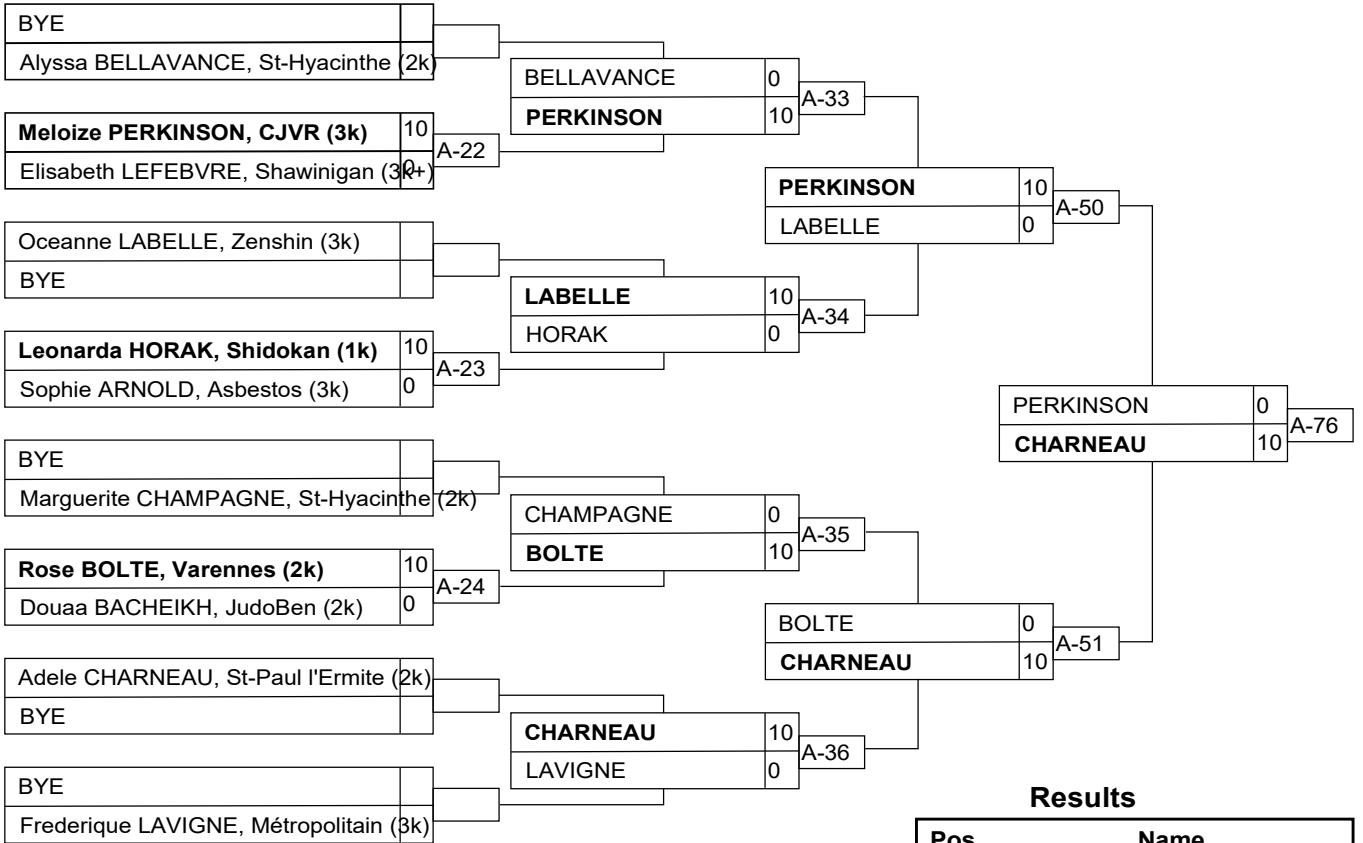 BYE
Alyssa BELLAVANCE, St-Hyacinthe (2k)
BELLAVANCE 0
PERKINSON 10
A-33
Meloize PERKINSON, CJVR (3k) 10
Elisabeth LEFEBVRE, Shawinigan (3k+) 0
A-22
PERKINSON 10
LABELLE 0
A-50
Oceanne LABELLE, Zenshin (3k)
BYE
LABELLE 10
HORAK 0
A-34
Leonarda HORAK, Shidokan (1k) 10
Sophie ARNOLD, Asbestos (3k) 0
A-23
PERKINSON 0
CHARNEAU 10
A-76
BYE
Marguerite CHAMPAGNE, St-Hyacinthe (2k)
CHAMPAGNE 0
BOLTE 10
A-35
Rose BOLTE, Varennes (2k) 10
Douaa BACHEIKH, JudoBen (2k) 0
A-24
BOLTE 0
CHARNEAU 10
A-51
Adele CHARNEAU, St-Paul l'Ermite (2k)
BYE
CHARNEAU 10
LAVIGNE 0
A-36
BYE
Frederique LAVIGNE, Métropolitain (3k)
Results
Pos Name